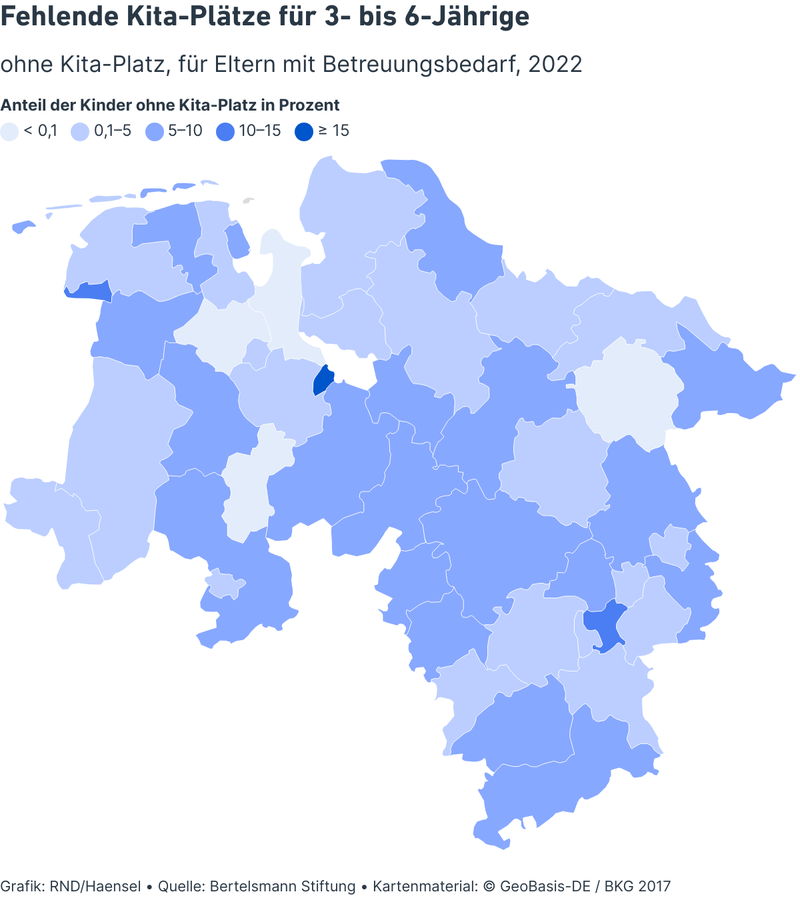 Fehlende Kita-Plätze für 3- bis 6-Jährige
ohne Kita-Platz, für Eltern mit Betreuungsbedarf, 2022
Anteil der Kinder ohne Kita-Platz in Prozent
< 0,1 0,1–5 5–10 10–15 ≥ 15
Grafik: RND/Haensel • Quelle: Bertelsmann Stiftung • Kartenmaterial: © GeoBasis-DE / BKG 2017